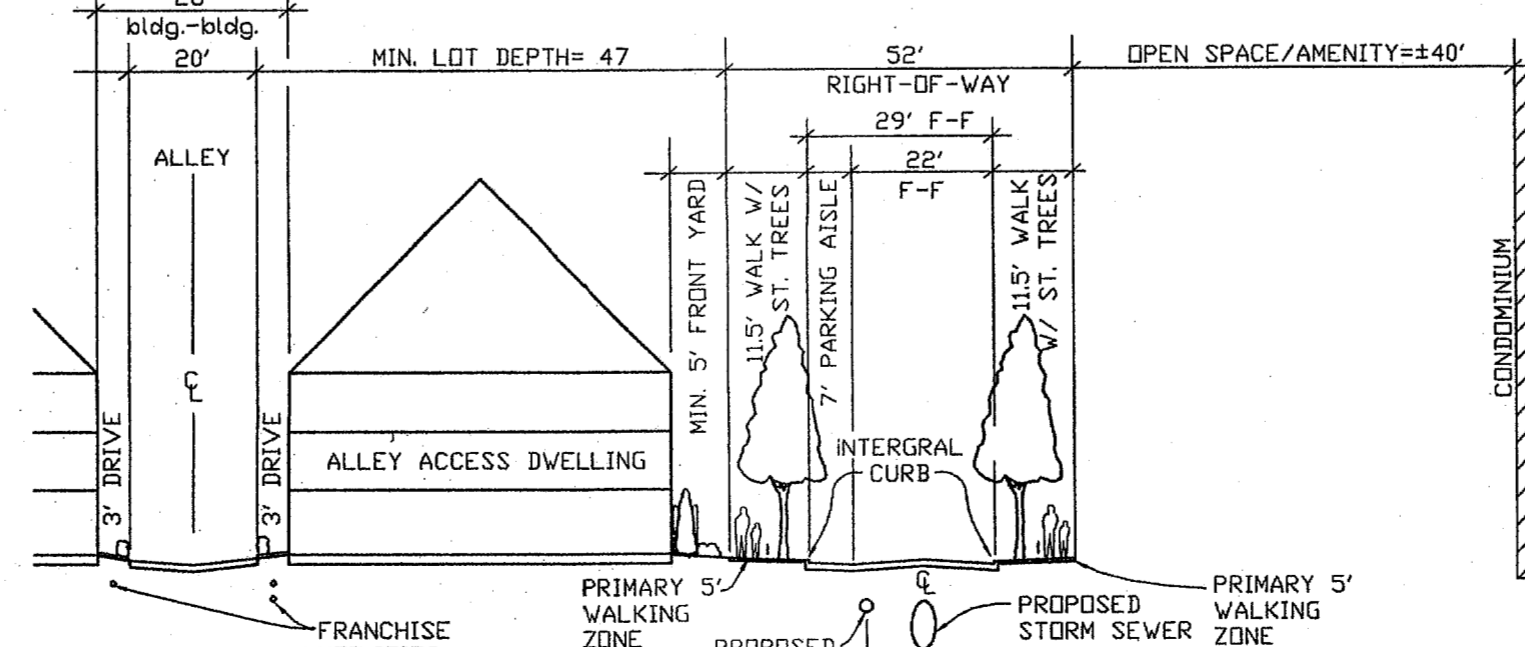 bldg.-bldg.
20'
MIN. LOT DEPTH= 47
52'
RIGHT-OF-WAY
OPEN SPACE/AMENITY=±40'
29' F-F
22'
F-F
ALLEY
℄
3' DRIVE
3' DRIVE
ALLEY ACCESS DWELLING
MIN. 5' FRONT YARD
11.5' WALK W/
ST. TREES
7' PARKING AISLE
11.5' WALK
W/ ST. TREES
CONDOMINIUM
INTERGRAL
CURB
℄
PRIMARY 5'
WALKING
ZONE
PROPOSED
STORM SEWER
PRIMARY 5'
WALKING
ZONE
FRANCHISE
PROPOSED